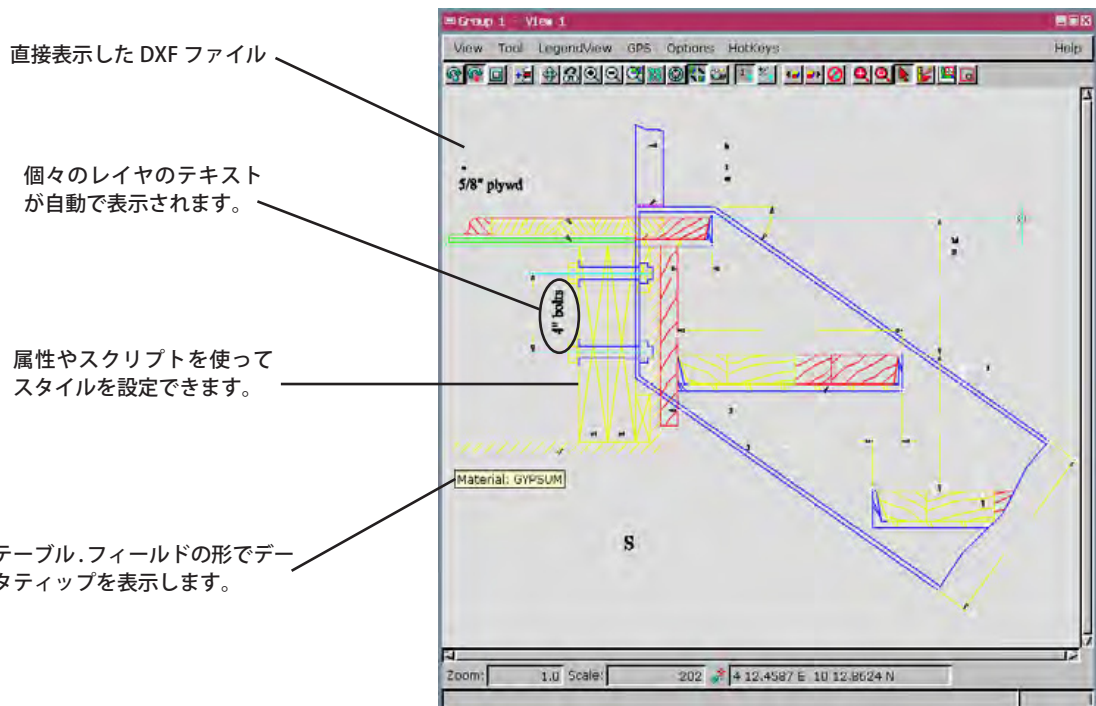 Group 1 - View 1
View Tool LegendView GPS Options HotKeys Help
直接表示した DXF ファイル
個々のレイヤのテキスト
が自動で表示されます。
5/8" plywd
4" bolts
属性やスクリプトを使って
スタイルを設定できます。
Material: GYPSUM
S
テーブル.フィールドの形でデー
タティップを表示します。
Zoom: 1.0 Scale: 202 4 12.4587 E 10 12.8624 N